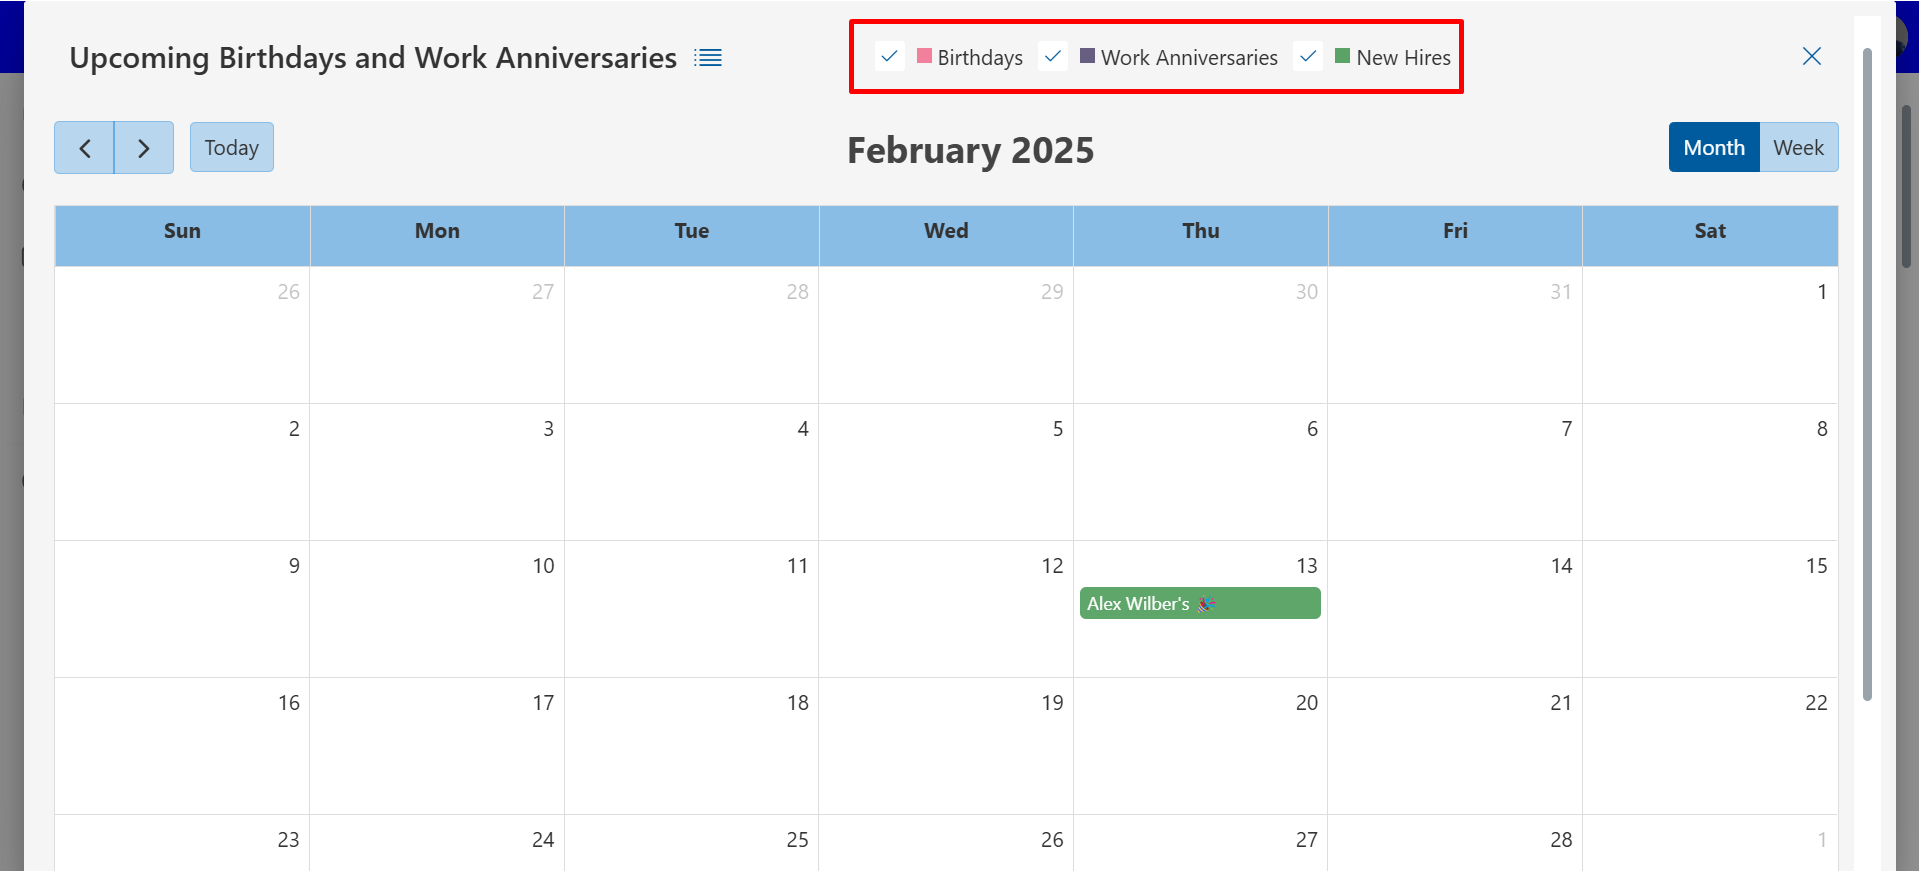 Upcoming Birthdays and Work Anniversaries
Birthdays Work Anniversaries New Hires
Today
February 2025
Month Week
Sun Mon Tue Wed Thu Fri Sat
26 27 28 29 30 31 1
2 3 4 5 6 7 8
9 10 11 12 13 14 15
Alex Wilber's 🎉
16 17 18 19 20 21 22
23 24 25 26 27 28 1